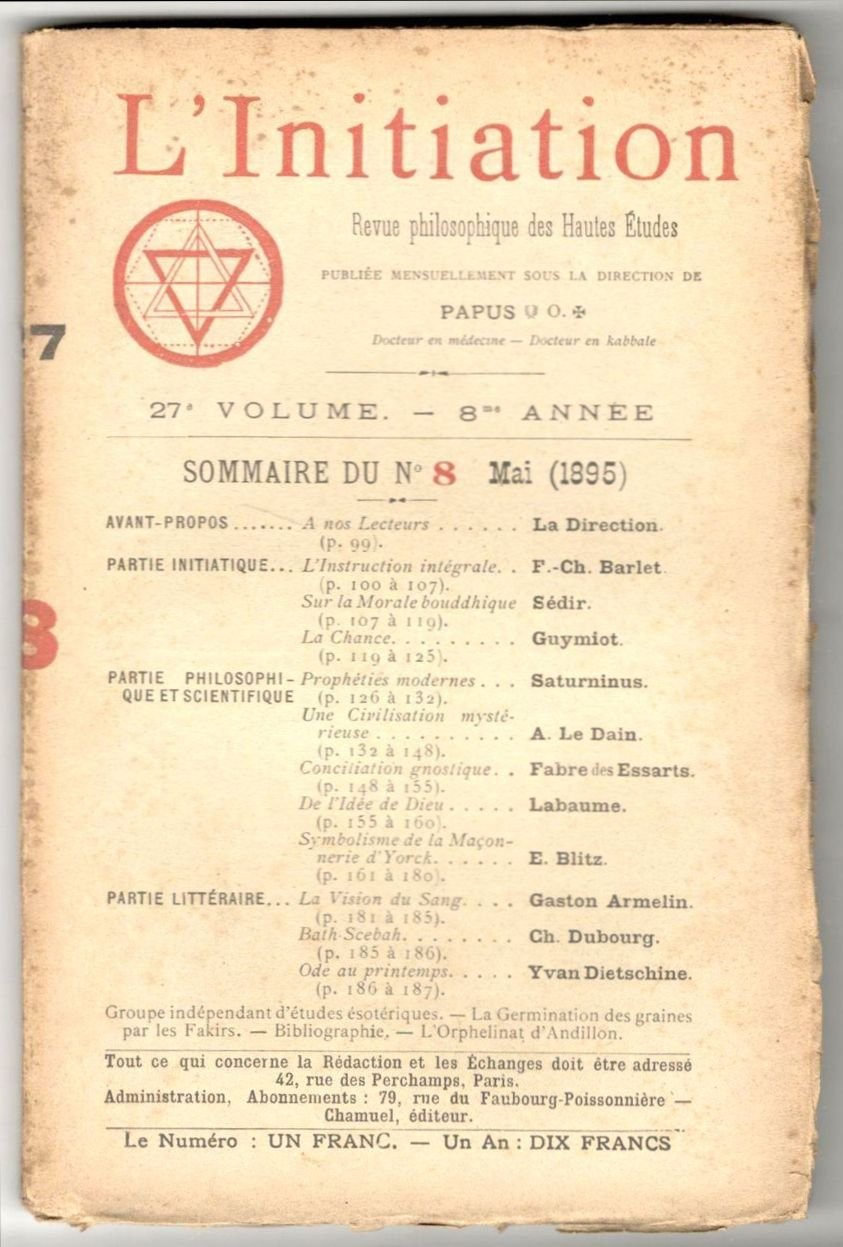 L'Initiation
Revue philosophique des Hautes Études
PUBLIÉE MENSUELLEMENT SOUS LA DIRECTION DE
PAPUS O. ✠
Docteur en médecine — Docteur en kabbale
7
27e VOLUME. — 8me ANNÉE
SOMMAIRE DU No 8 Mai (1895)
AVANT-PROPOS ....... A nos Lecteurs ...... La Direction.
(p. 99).
PARTIE INITIATIQUE... L'Instruction intégrale. . F.-Ch. Barlet.
(p. 100 à 107).
Sur la Morale bouddhique Sédir.
(p. 107 à 119).
La Chance. ........ Guymiot.
(p. 119 à 125).
8
PARTIE PHILOSOPHI- Prophéties modernes . . . Saturninus.
QUE ET SCIENTIFIQUE (p. 126 à 132).
Une Civilisation mysté-
rieuse .......... A. Le Dain.
(p. 132 à 148).
Conciliation gnostique. . Fabre des Essarts.
(p. 148 à 155).
De l'Idée de Dieu ..... Labaume.
(p. 155 à 160).
Symbolisme de la Maçon-
nerie d'Yorck. ..... E. Blitz.
(p. 161 à 180).
PARTIE LITTÉRAIRE... La Vision du Sang. ... Gaston Armelin.
(p. 181 à 185).
Bath-Scebah. ....... Ch. Dubourg.
(p. 185 à 186).
Ode au printemps. .... Yvan Dietschine.
(p. 186 à 187).
Groupe indépendant d'études ésotériques. — La Germination des graines
par les Fakirs. — Bibliographie. — L'Orphelinat d'Andillon.
Tout ce qui concerne la Rédaction et les Échanges doit être adressé
42, rue des Perchamps, Paris.
Administration, Abonnements : 79, rue du Faubourg-Poissonnière —
Chamuel, éditeur.
Le Numéro : UN FRANC. — Un An : DIX FRANCS